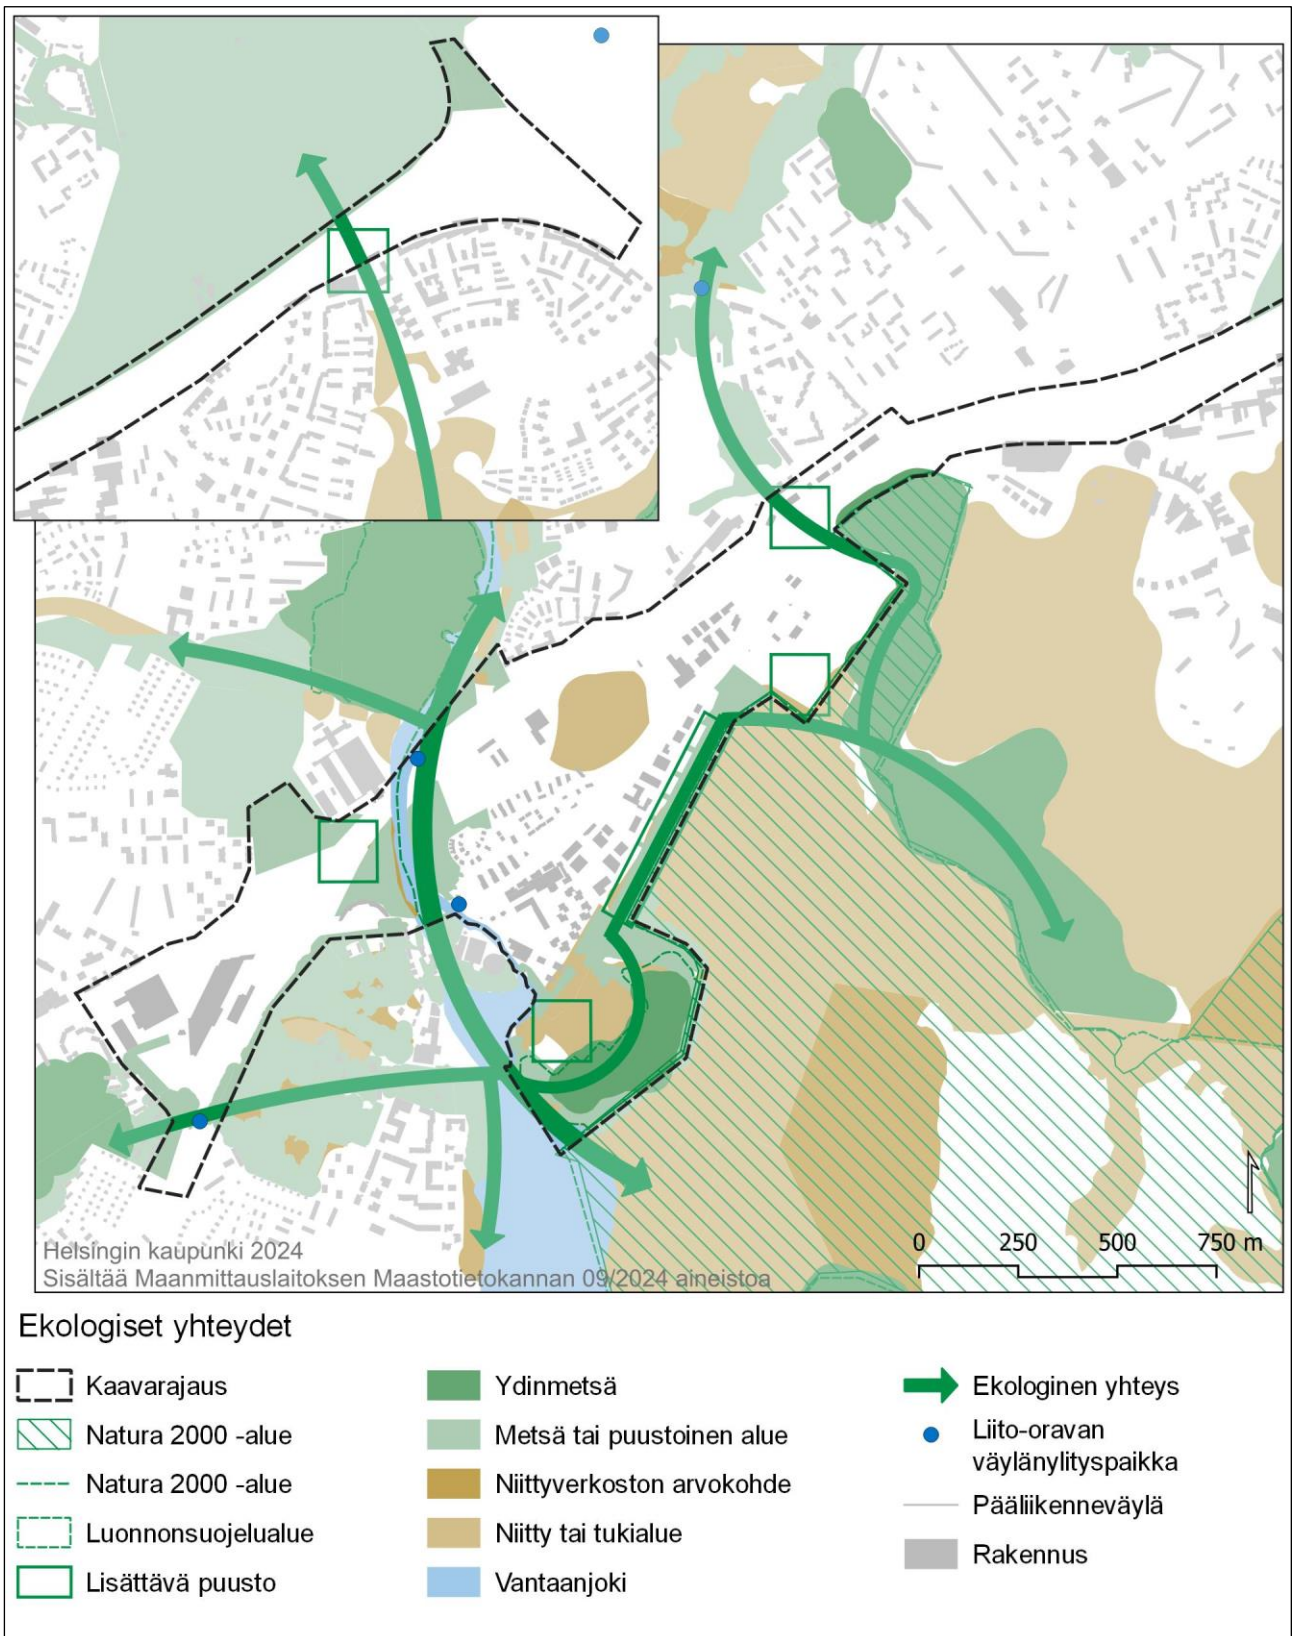 0 250 500 750 m
Helsingin kaupunki 2024
Sisältää Maanmittauslaitoksen Maastotietokannan 09/2024 aineistoa
Ekologiset yhteydet
Kaavarajaus
Natura 2000 -alue
Natura 2000 -alue
Luonnonsuojelualue
Lisättävä puusto
Ydinmetsä
Metsä tai puustoinen alue
Niittyverkoston arvokohde
Niitty tai tukialue
Vantaanjoki
Ekologinen yhteys
Liito-oravan
väylänylityspaikka
Pääliikenneväylä
Rakennus